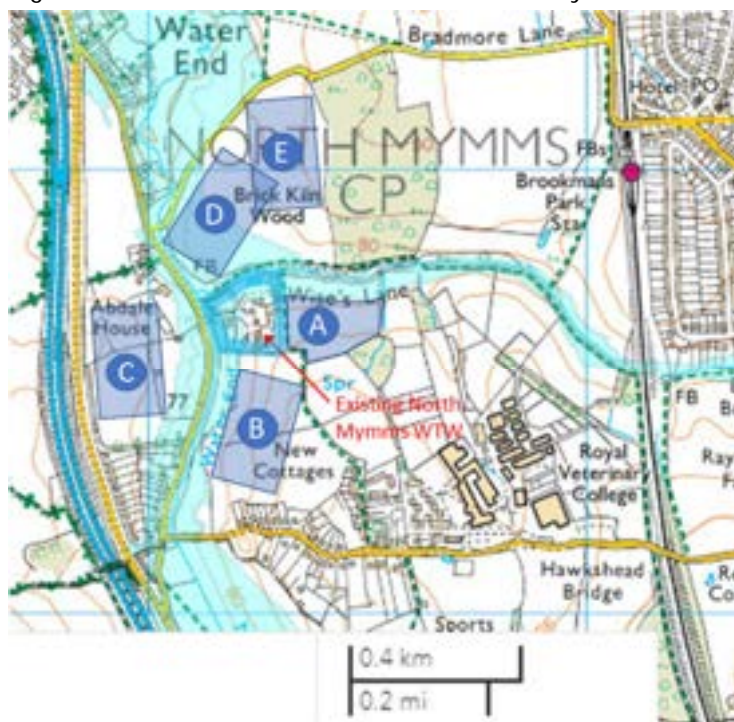 Water
End
Bradmore Lane
Hotel
PO
E
NORTH MYMMS
CP
FBs
Brookmans
Park
Sta
D
Brick Kiln
Wood
80
FB
Wise's Lane
Abdale
House
A
C
77
Spr
Existing North
Mymms WTW
B
New
Cottages
FB
Royal
Veterinary
College
Hawkshead
Bridge
Sports
0.4 km
0.2 mi